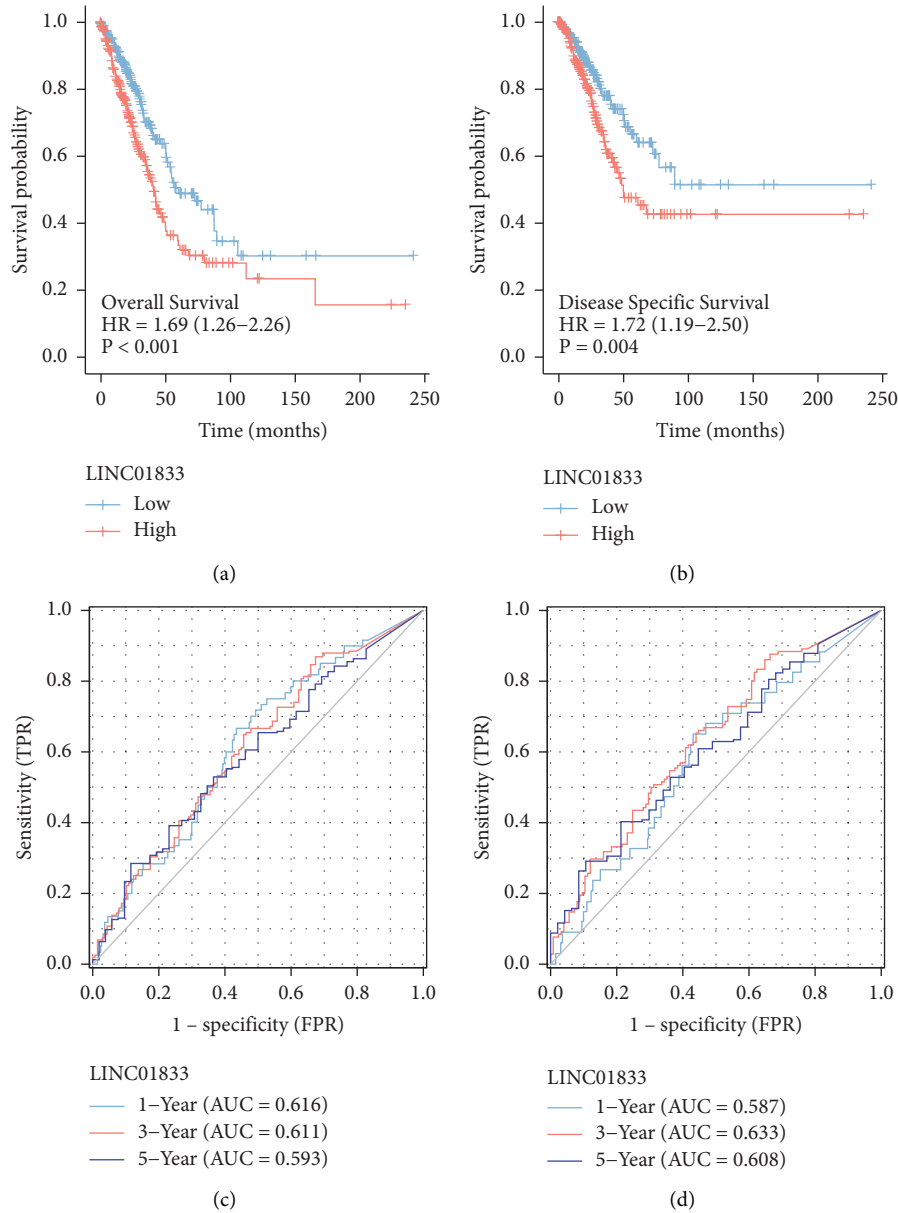 Survival probability
1.0
0.8
0.6
0.4
0.2
0.0
Overall Survival
HR = 1.69 (1.26−2.26)
P < 0.001
0 50 100 150 200 250
Time (months)
LINC01833
Low
High
(a)
Survival probability
1.0
0.8
0.6
0.4
0.2
0.0
Disease Specific Survival
HR = 1.72 (1.19−2.50)
P = 0.004
0 50 100 150 200 250
Time (months)
LINC01833
Low
High
(b)
Sensitivity (TPR)
1.0
0.8
0.6
0.4
0.2
0.0
0.0 0.2 0.4 0.6 0.8 1.0
1 – specificity (FPR)
LINC01833
1−Year (AUC = 0.616)
3−Year (AUC = 0.611)
5−Year (AUC = 0.593)
(c)
Sensitivity (TPR)
1.0
0.8
0.6
0.4
0.2
0.0
0.0 0.2 0.4 0.6 0.8 1.0
1 – specificity (FPR)
LINC01833
1−Year (AUC = 0.587)
3−Year (AUC = 0.633)
5−Year (AUC = 0.608)
(d)